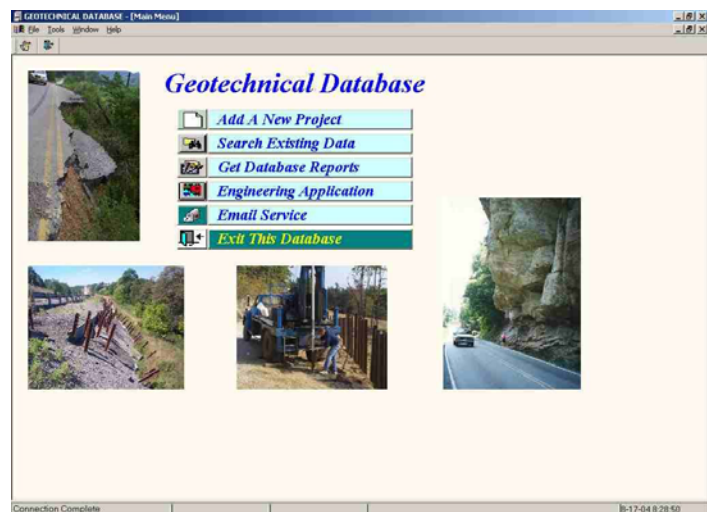 GEOTECHNICAL DATABASE - [Main Menu]
File Tools Window Help
Geotechnical Database
Add A New Project
Search Existing Data
Get Database Reports
Engineering Application
Email Service
Exit This Database
Connection Complete
8-17-04 8:28:50